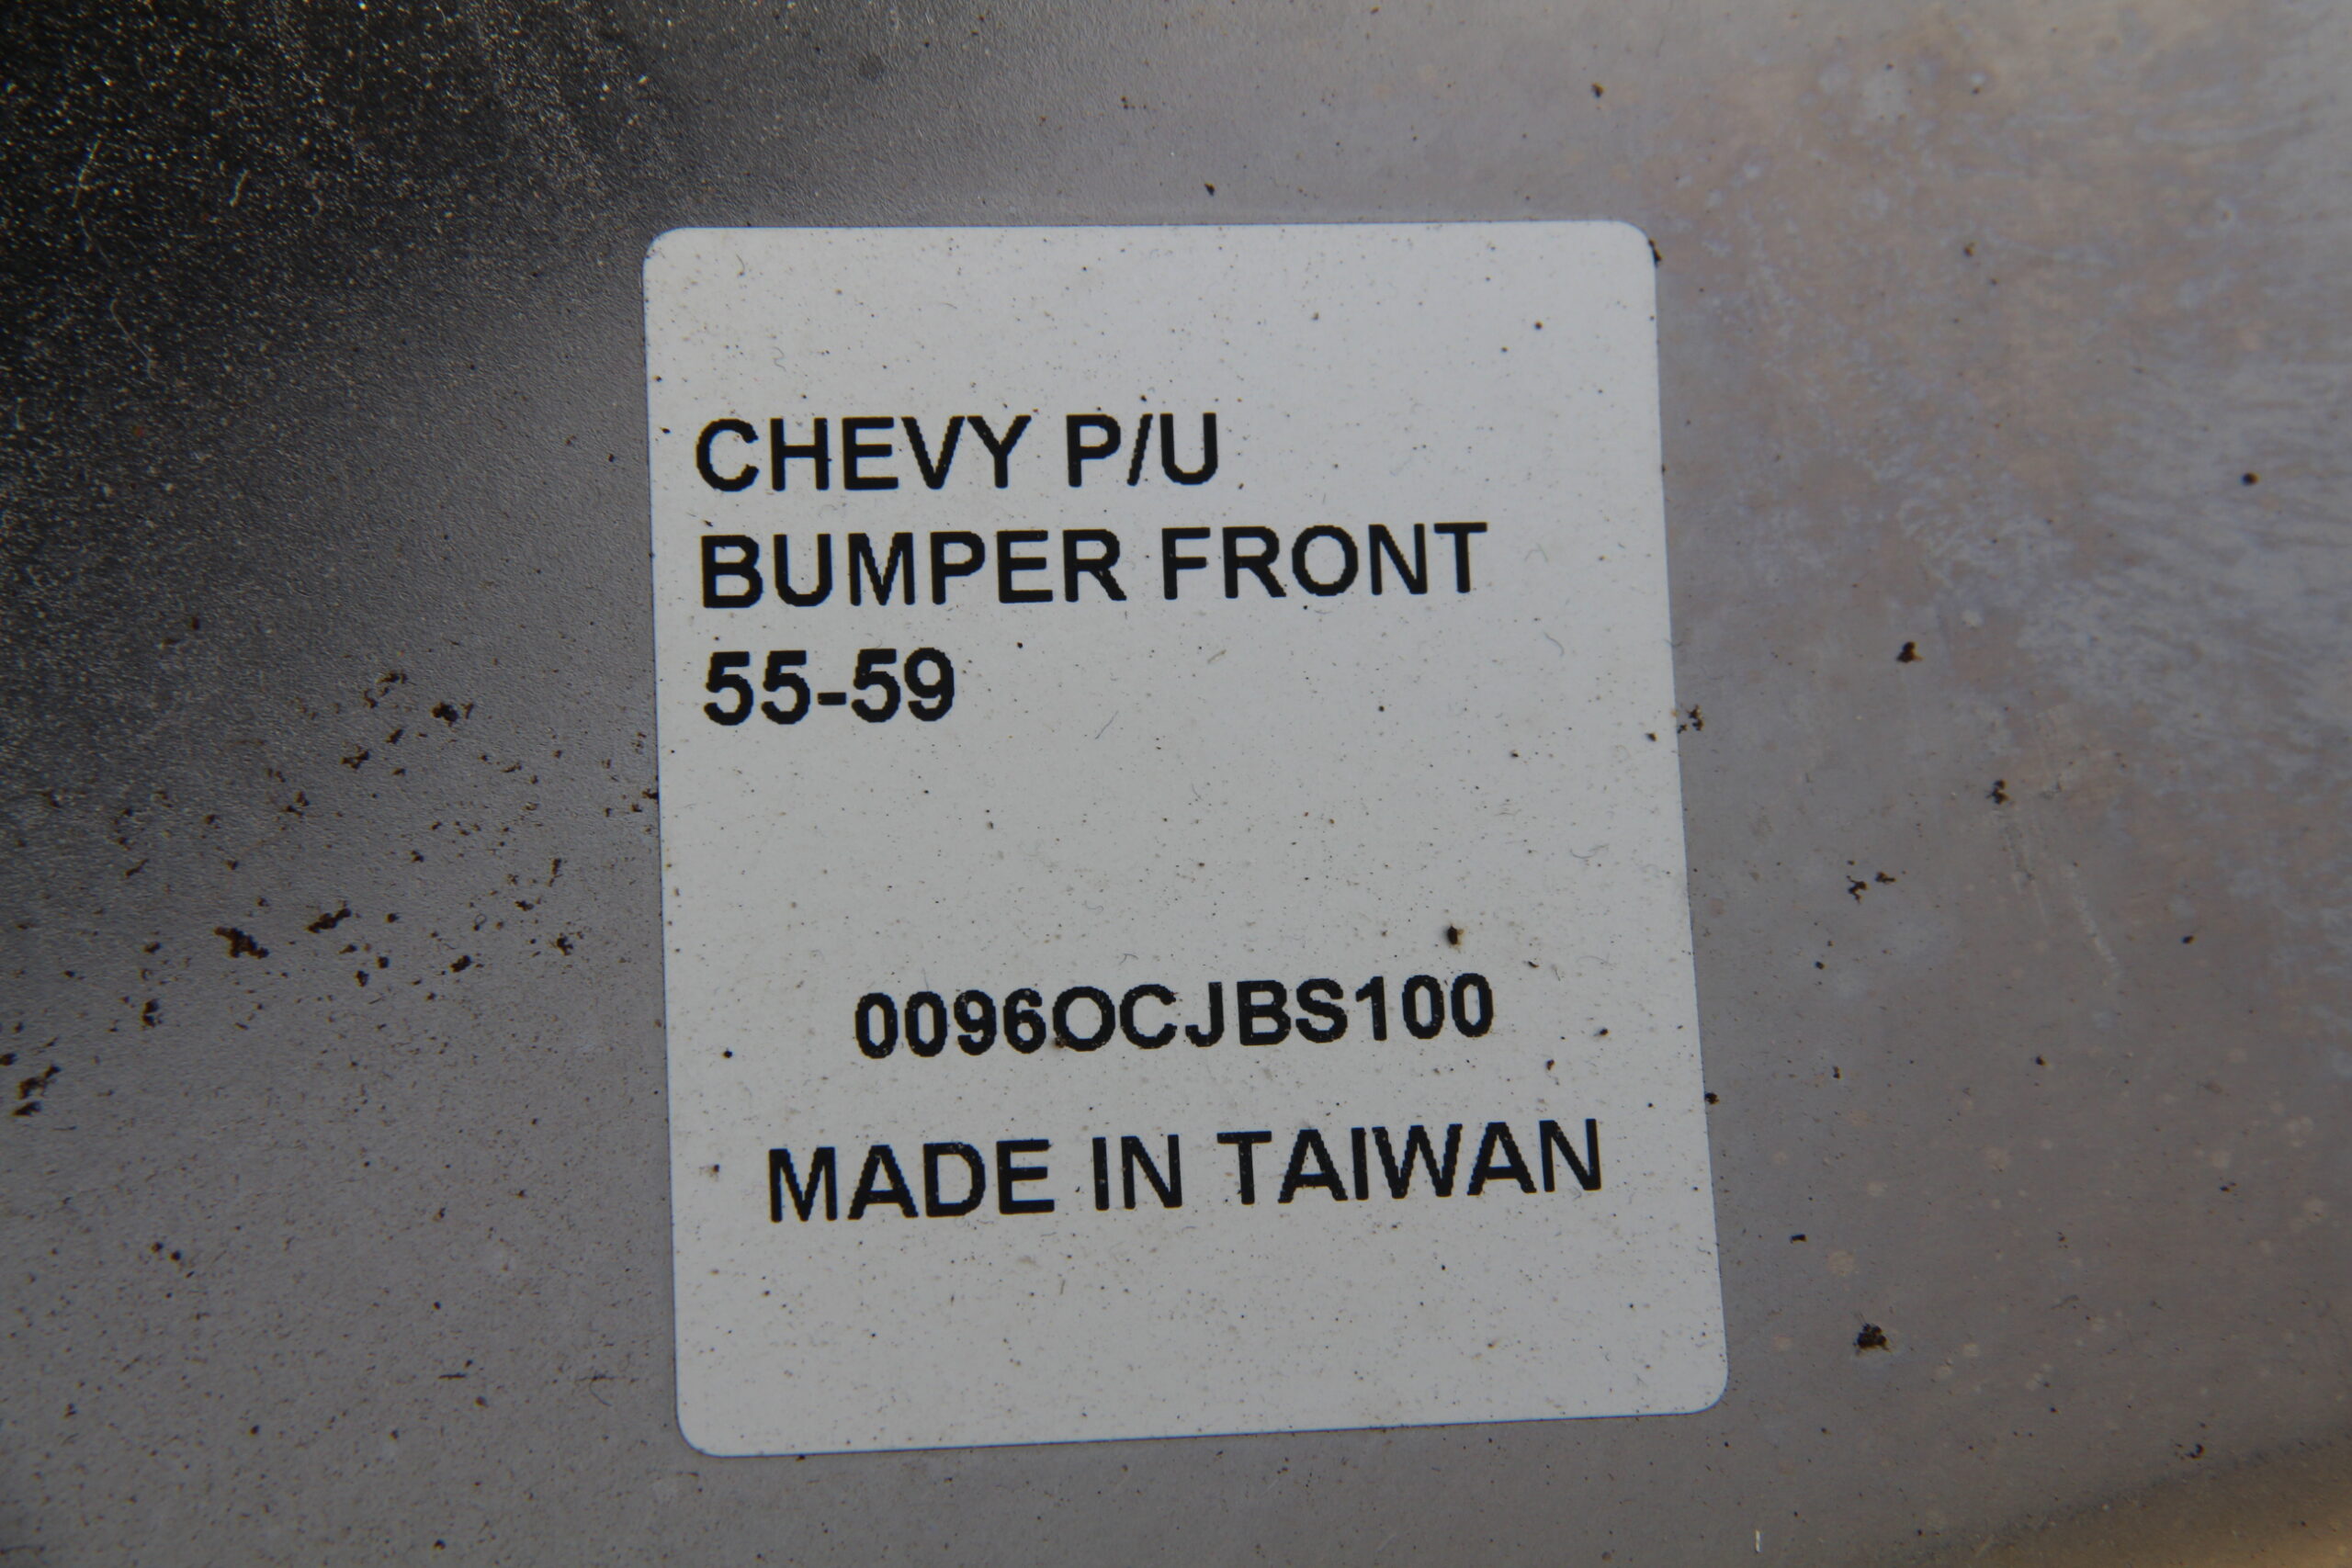 CHEVY P/U
BUMPER FRONT
55-59
0096OCJBS100
MADE IN TAIWAN